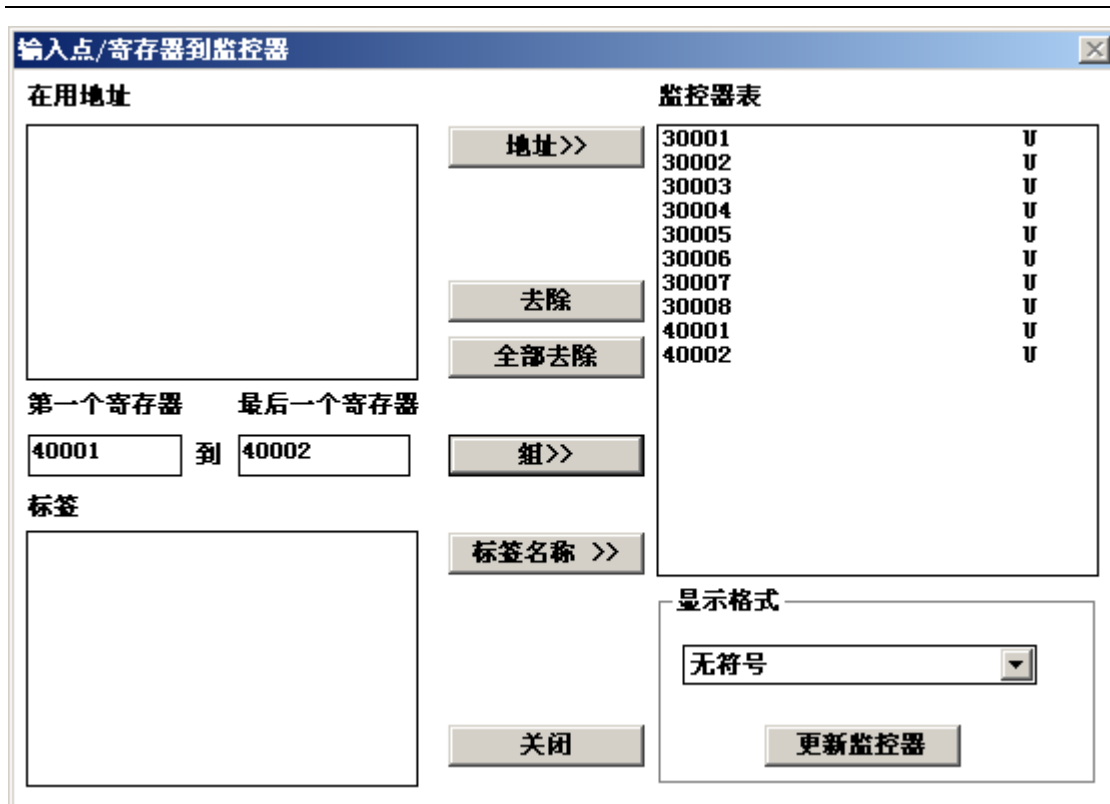 输入点/寄存器到监控器
在用地址
监控器表
地址>>
30001 U
30002 U
30003 U
30004 U
30005 U
30006 U
30007 U
30008 U
40001 U
40002 U
去除
全部去除
第一个寄存器 最后一个寄存器
40001 到 40002 组>>
标签
标签名称 >>
显示格式
无符号
关闭
更新监控器